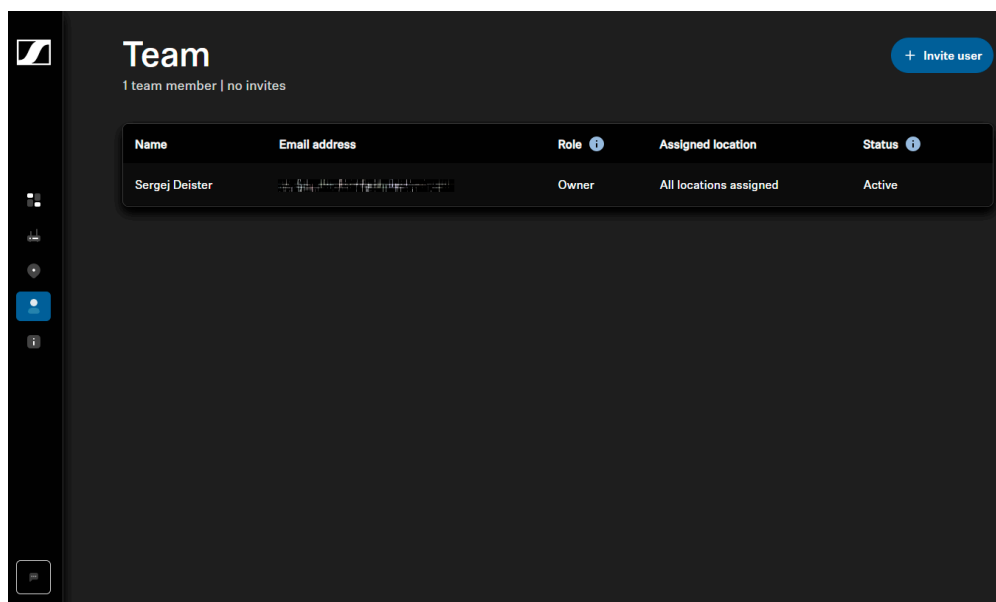 Team
+ Invite user
1 team member | no invites
Name Email address Role i Assigned location Status i
Sergej Deister Owner All locations assigned Active